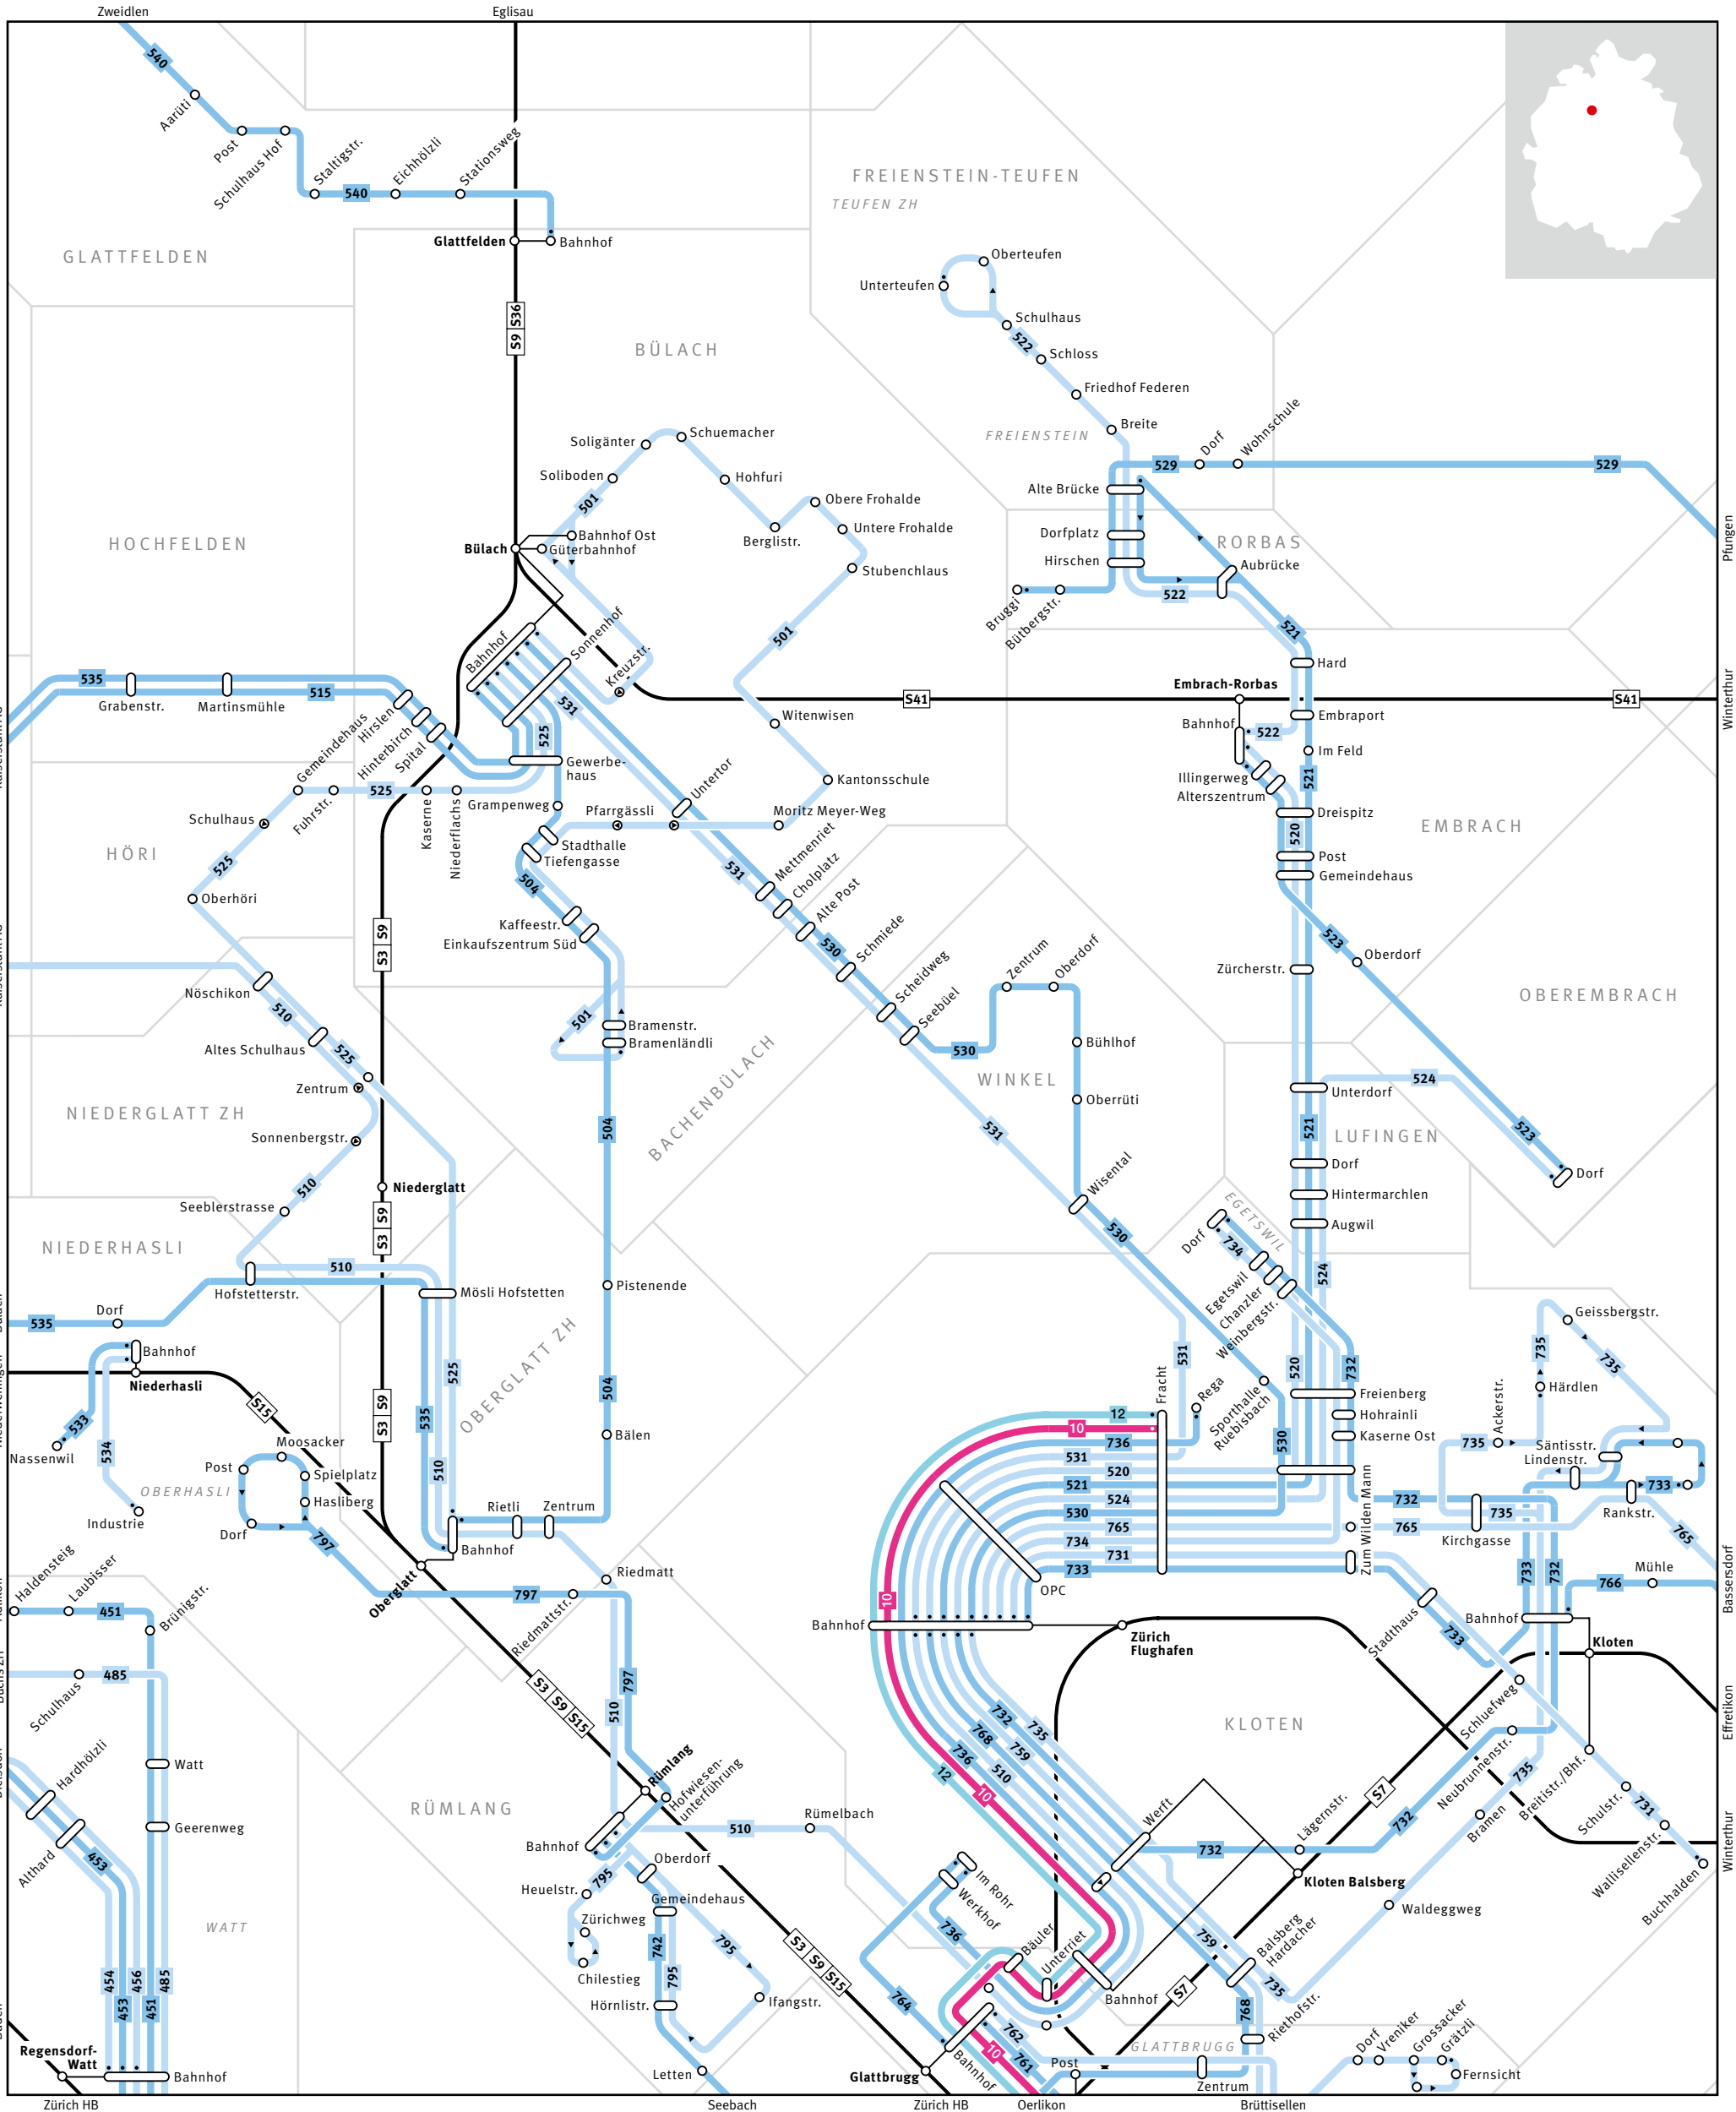 Zweidlen
Eglisau
540
Aarüti
Post
Schulhaus Hof
Staltigstr.
540
Eichhölzli
Stationsweg
Glattfelden
Bahnhof
GLATTFELDEN
FREIENSTEIN-TEUFEN
TEUFEN ZH
S9 S36
BÜLACH
Oberteufen
Unterteufen
Schulhaus
522
Schloss
Friedhof Federen
Breite
FREIENSTEIN
529
Dorf
Wohnschule
529
Pfungen
Alte Brücke
Dorfplatz
Hirschen
RORBAS
Aubrücke
Bruggi
Bütbergstr.
522
521
Hard
HOCHFELDEN
Soligänter
Schuemacher
Soliboden
Hohfuri
501
Berglistr.
Obere Frohalde
Untere Frohalde
Stubenchlaus
501
Bülach
Bahnhof Ost
Güterbahnhof
Bahnhof
Sonnenhof
Kreuzstr.
531
525
S41
Embrach-Rorbas
S41
Winterthur
535
515
Grabenstr.
Martinsmühle
Hirslen
Hinterbirch
Spital
Gemeindehaus
Fuhrstr.
525
Kaserne
Niederflachs
Schulhaus
HÖRI
525
Oberhöri
Gewerbe-
haus
Grampenweg
Pfarrgässli
Untertor
Moritz Meyer-Weg
Witenwisen
Kantonsschule
Stadthalle
Tiefengasse
504
Kaffeestr.
Einkaufszentrum Süd
531
Mettmenriet
Cholplatz
Alte Post
530
Schmiede
Scheidweg
Seebüel
530
Zentrum
Oberdorf
Bühlhof
Oberrüti
WINKEL
531
Wisental
530
Bahnhof
522
Embraport
Im Feld
Illingerweg
Alterszentrum
521
Dreispitz
520
Post
Gemeindehaus
EMBRACH
523
Oberdorf
Zürcherstr.
OBEREMBRACH
Unterdorf
524
521
LUFINGEN
523
Dorf
Dorf
Hintermarchlen
Augwil
524
EGETSWIL
Dorf
734
Egetswil
Chanzler
Weinbergstr.
S9
S3
Nöschikon
510
Altes Schulhaus
525
Zentrum
NIEDERGLATT ZH
Sonnenbergstr.
510
Seeblerstrasse
Niederglatt
S9
S3
501
Bramenstr.
Bramenländli
BACHENBÜLACH
504
NIEDERHASLI
510
Hofstetterstr.
Mösli Hofstetten
535
Dorf
Pistenende
OBERGLATT ZH
525
S9
S3
535
510
504
Bälen
Bahnhof
Niederhasli
533
Nassenwil
534
Industrie
S15
Moosacker
Post
Spielplatz
OBERHASLI
Hasliberg
Dorf
797
Rietli
Zentrum
Bahnhof
Oberglatt
797
Riedmatt
Riedmattstr.
S3 S9 S15
510
797
Haldensteig
Laubisser
451
Brünigstr.
485
Schulhaus
Watt
Geerenweg
Hardhölzli
Althard
453
WATT
454
453
456
451
485
Regensdorf-
Watt
Bahnhof
Zürich HB
RÜMLANG
Rümlang
Hofwiesen-
unterführung
Bahnhof
510
Rümelbach
Oberdorf
Heuelstr.
795
Gemeindehaus
Zürichweg
Chilestieg
742
795
795
Hörnlistr.
Ifangstr.
Letten
Seebach
S3 S9 S15
531
Rega
Sporthalle
Ruebisbach
530
520
732
Freienberg
Hohrainli
Kaserne Ost
Fracht
12
10
736
531
520
521
524
530
765
734
731
733
OPC
Zum Wilden Mann
10
Bahnhof
Zürich
Flughafen
735
Geissbergstr.
735
Härdlen
Ackerstr.
735
Säntisstr.
Lindenstr.
733
Rankstr.
732
735
765
Kirchgasse
765
Bassersdorf
733
732
Mühle
766
Stadthaus
733
Bahnhof
Kloten
Effretikon
KLOTEN
Schluefweg
Neubrunnenstr.
735
Breitistr./Bhf.
Schulstr.
731
Wallisellenstr.
Buchhalden
Winterthur
732
735
768
759
736
510
12
10
S7
Werft
732
Lägernstr.
732
Kloten Balsberg
Bramen
Waldeggweg
Im Rohr
Werkhof
736
Bäuler
Unterriet
Bahnhof
759
Balsberg
Hardacher
735
S7
768
Riethofstr.
764
762
761
10
Bahnhof
Glattbrugg
GLATTBRUGG
Post
Zentrum
Dorf
Vreniker
Grossacker
Grätzli
Fernsicht
Zürich HB
Oerlikon
Brüttisellen